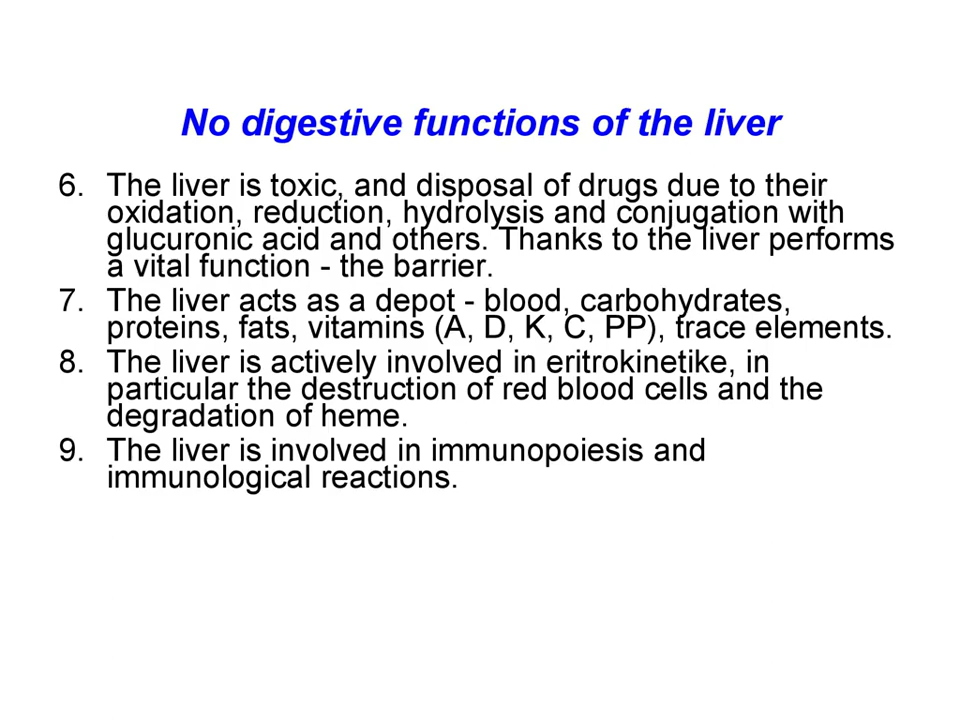 No digestive functions of the liver
6. The liver is toxic, and disposal of drugs due to their
oxidation, reduction, hydrolysis and conjugation with
glucuronic acid and others. Thanks to the liver performs
a vital function - the barrier.
7. The liver acts as a depot - blood, carbohydrates,
proteins, fats, vitamins (A, D, K, C, PP), trace elements.
8. The liver is actively involved in eritrokinetike, in
particular the destruction of red blood cells and the
degradation of heme.
9. The liver is involved in immunopoiesis and
immunological reactions.